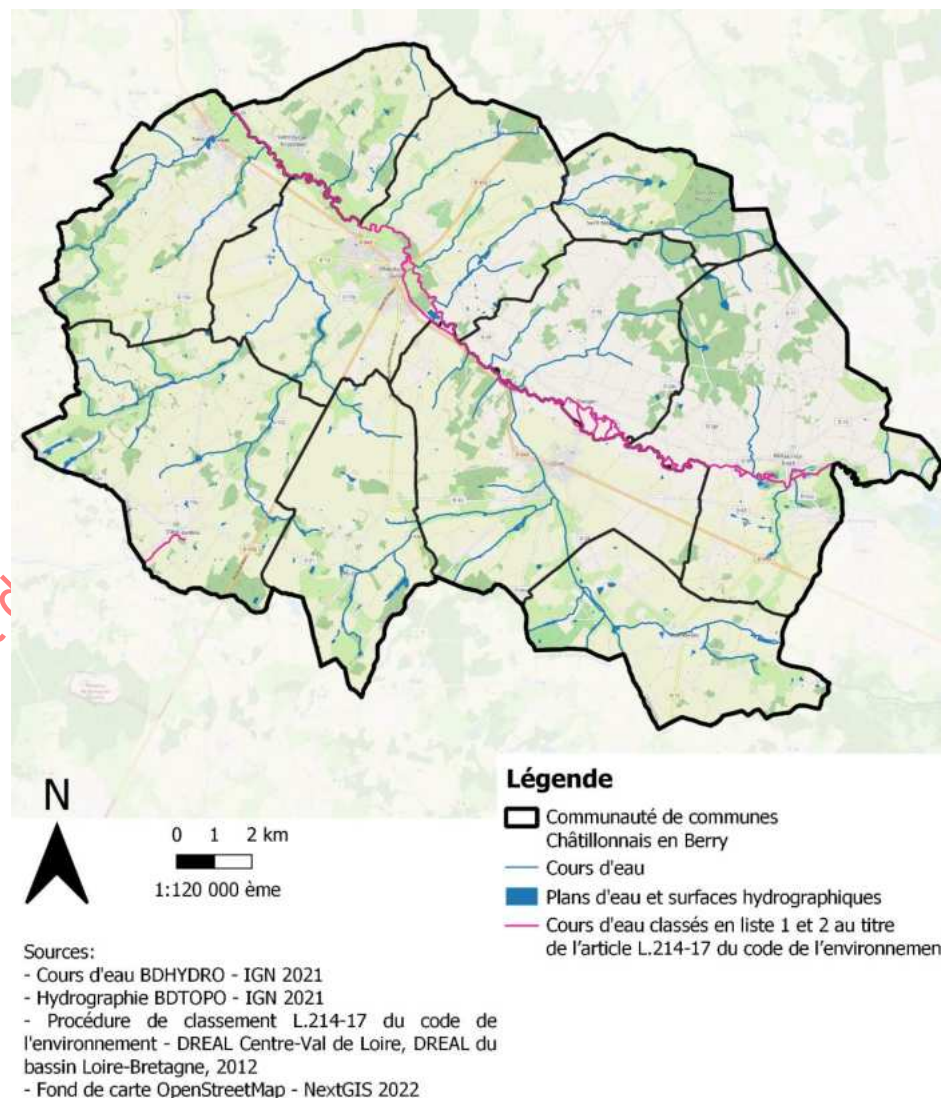 N
0 1 2 km
1:120 000 ème
Légende
Communauté de communes
Châtillonnais en Berry
Cours d'eau
Plans d'eau et surfaces hydrographiques
Cours d'eau classés en liste 1 et 2 au titre
de l'article L.214-17 du code de l'environnemen
Sources:
- Cours d'eau BDHYDRO - IGN 2021
- Hydrographie BDTOPO - IGN 2021
- Procédure de classement L.214-17 du code de
l'environnement - DREAL Centre-Val de Loire, DREAL du
bassin Loire-Bretagne, 2012
- Fond de carte OpenStreetMap - NextGIS 2022